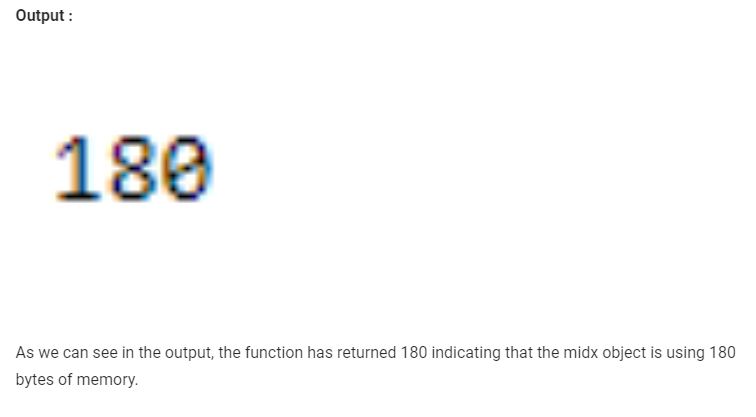 Output :
180
As we can see in the output, the function has returned 180 indicating that the midx object is using 180
bytes of memory.